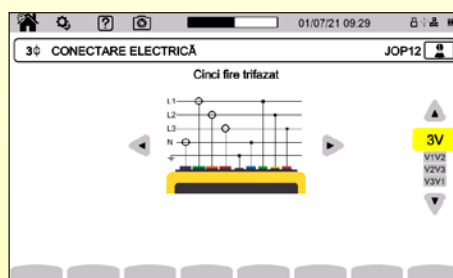 01/07/21 09:29
3ϕ CONECTARE ELECTRICĂ JOP12
Cinci fire trifazat
L1
L2
L3
N
3V
V1V2
V2V3
V3V1